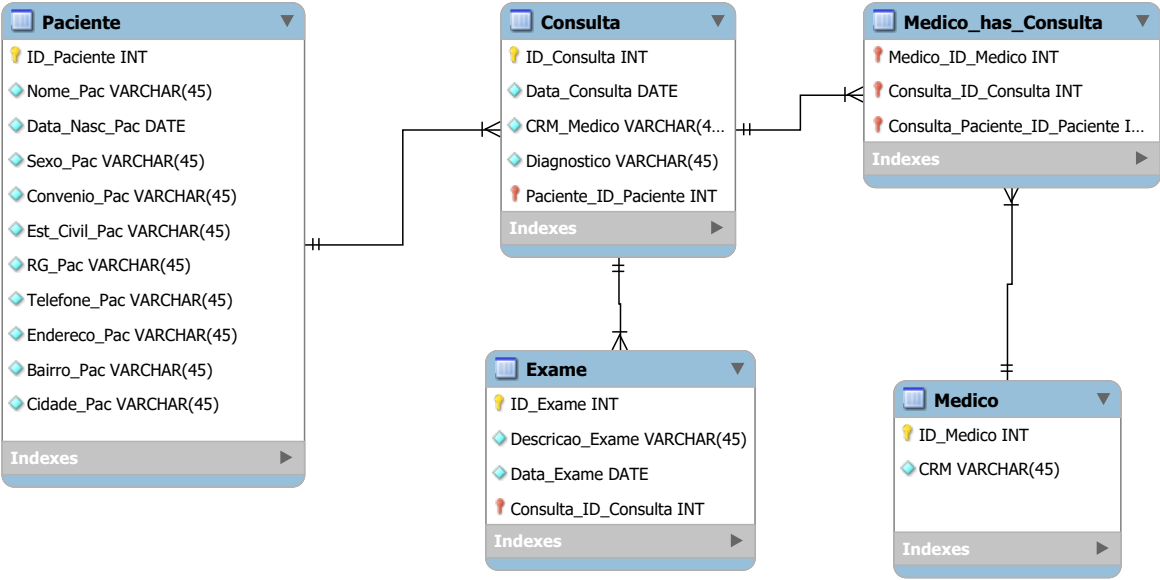 Paciente
ID_Paciente INT
Nome_Pac VARCHAR(45)
Data_Nasc_Pac DATE
Sexo_Pac VARCHAR(45)
Convenio_Pac VARCHAR(45)
Est_Civil_Pac VARCHAR(45)
RG_Pac VARCHAR(45)
Telefone_Pac VARCHAR(45)
Endereco_Pac VARCHAR(45)
Bairro_Pac VARCHAR(45)
Cidade_Pac VARCHAR(45)
Indexes
Consulta
ID_Consulta INT
Data_Consulta DATE
CRM_Medico VARCHAR(4...
Diagnostico VARCHAR(45)
Paciente_ID_Paciente INT
Indexes
Medico_has_Consulta
Medico_ID_Medico INT
Consulta_ID_Consulta INT
Consulta_Paciente_ID_Paciente I...
Indexes
Exame
ID_Exame INT
Descricao_Exame VARCHAR(45)
Data_Exame DATE
Consulta_ID_Consulta INT
Indexes
Medico
ID_Medico INT
CRM VARCHAR(45)
Indexes